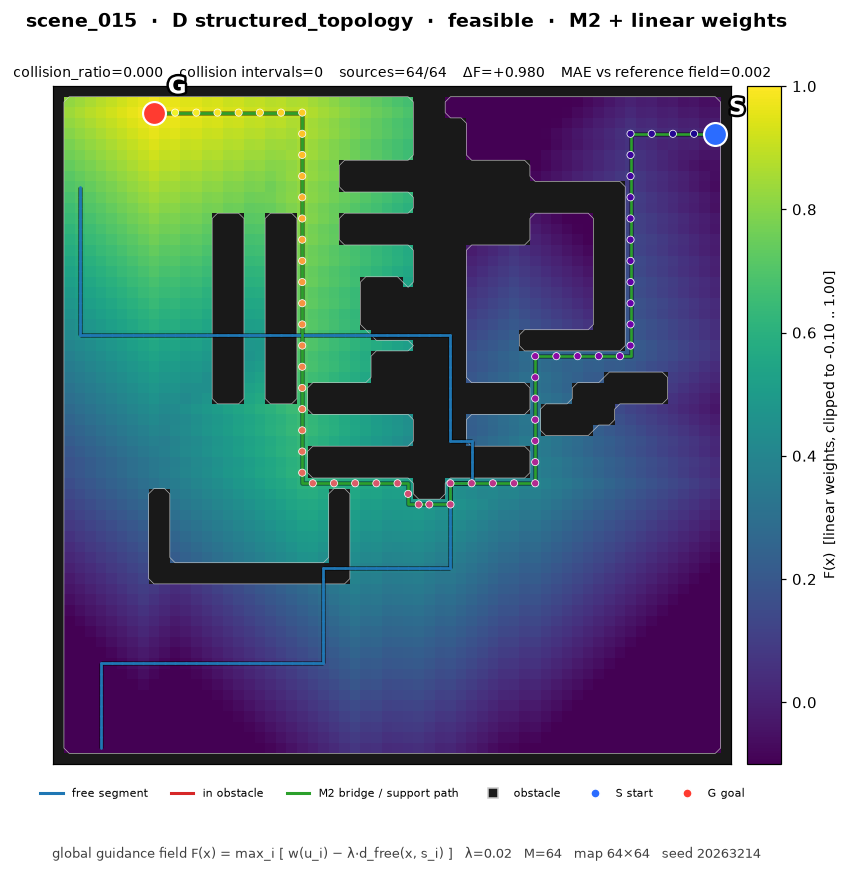 scene_015 · D structured_topology · feasible · M2 + linear weights
collision_ratio=0.000 collision intervals=0 sources=64/64 ΔF=+0.980 MAE vs reference field=0.002
G
S
1.0
0.8
0.6
0.4
0.2
0.0
F(x) [linear weights, clipped to -0.10 .. 1.00]
free segment
in obstacle
M2 bridge / support path
obstacle
S start
G goal
global guidance field F(x) = max_i [ w(u_i) − λ·d_free(x, s_i) ] λ=0.02 M=64 map 64×64 seed 20263214